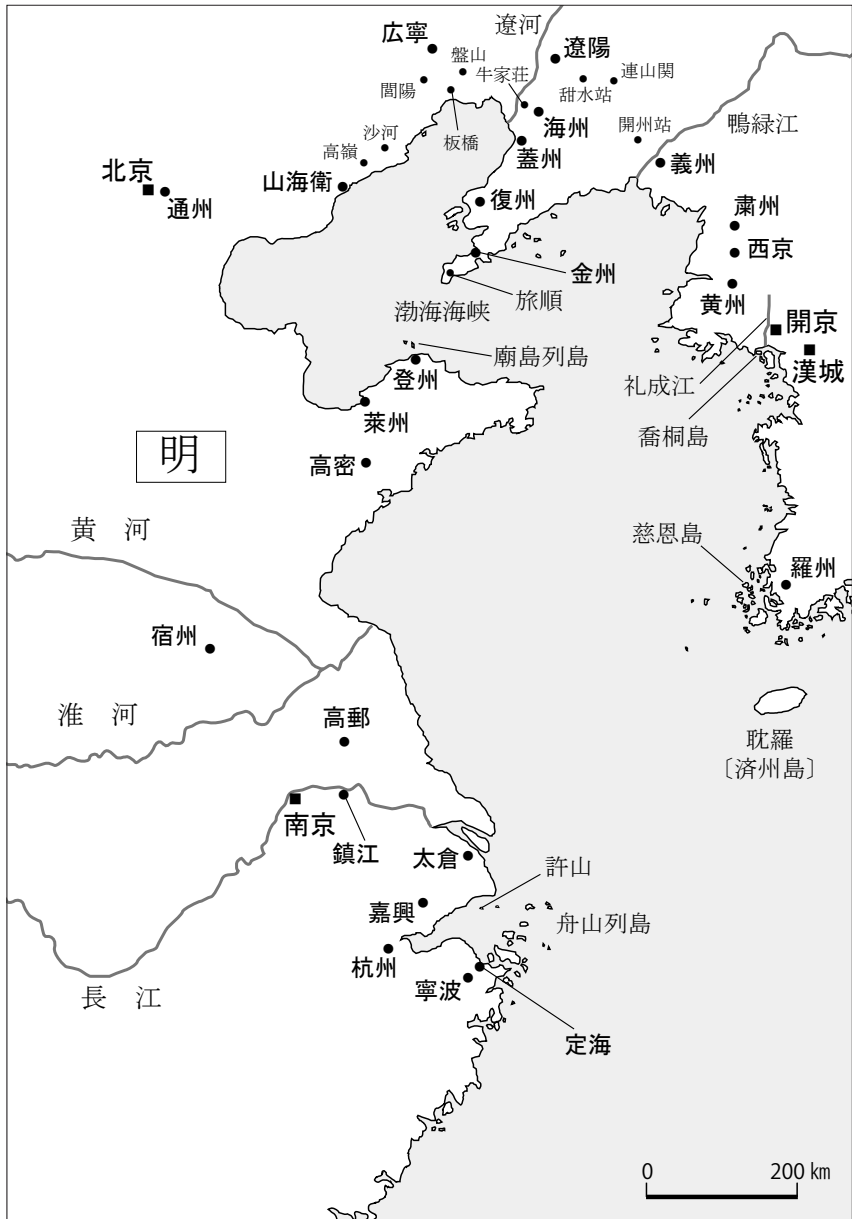 広寧
遼河
盤山
遼陽
閭陽
牛家荘
連山関
甜水站
板橋
海州
開州站
鴨緑江
沙河
高嶺
蓋州
義州
北京
通州
山海衛
復州
粛州
西京
金州
黄州
旅順
渤海海峡
開京
廟島列島
漢城
登州
礼成江
萊州
喬桐島
明
高密
黄 河
慈恩島
羅州
宿州
淮 河
高郵
耽羅
〔済州島〕
南京
鎮江
太倉
許山
嘉興
舟山列島
杭州
寧波
長 江
定海
0 200 km